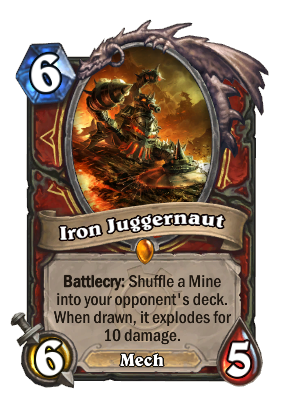 6
Iron Juggernaut
Battlecry: Shuffle a Mine
into your opponent's deck.
When drawn, it explodes for
10 damage.
6
Mech
5